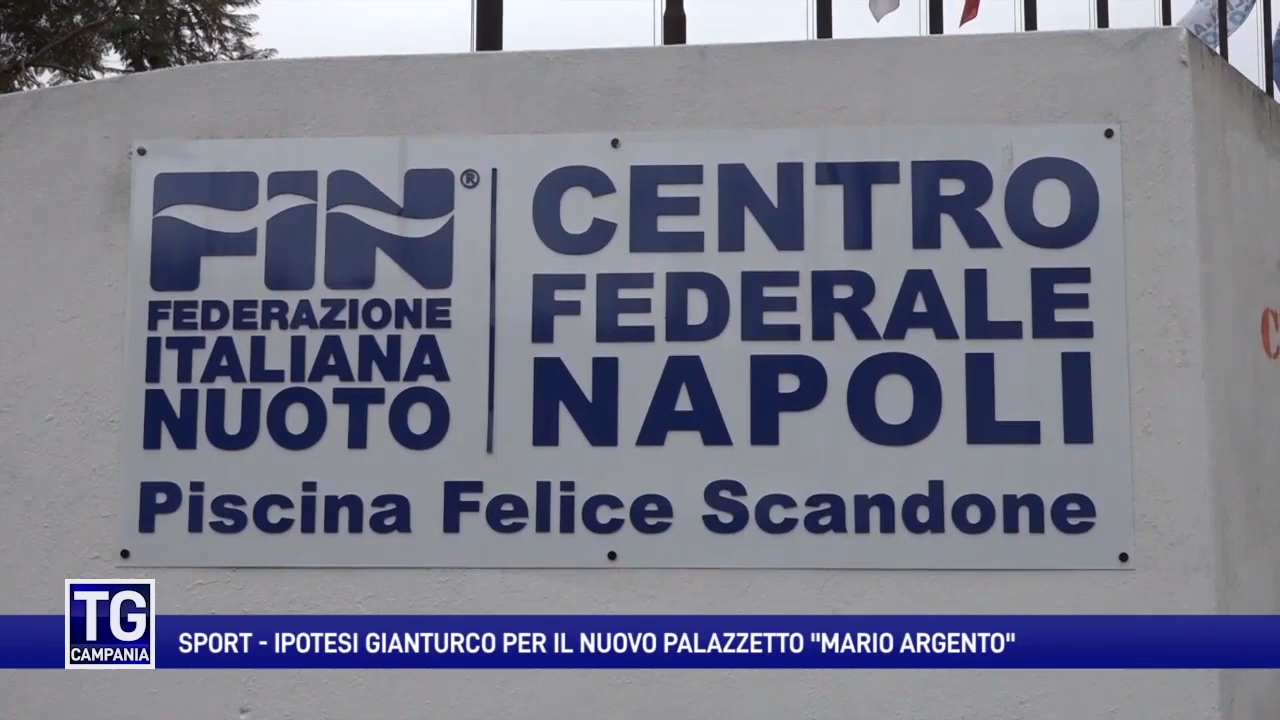 FIN®
FEDERAZIONE
ITALIANA
NUOTO
CENTRO
FEDERALE
NAPOLI
Piscina Felice Scandone
TG
CAMPANIA
SPORT - IPOTESI GIANTURCO PER IL NUOVO PALAZZETTO "MARIO ARGENTO"